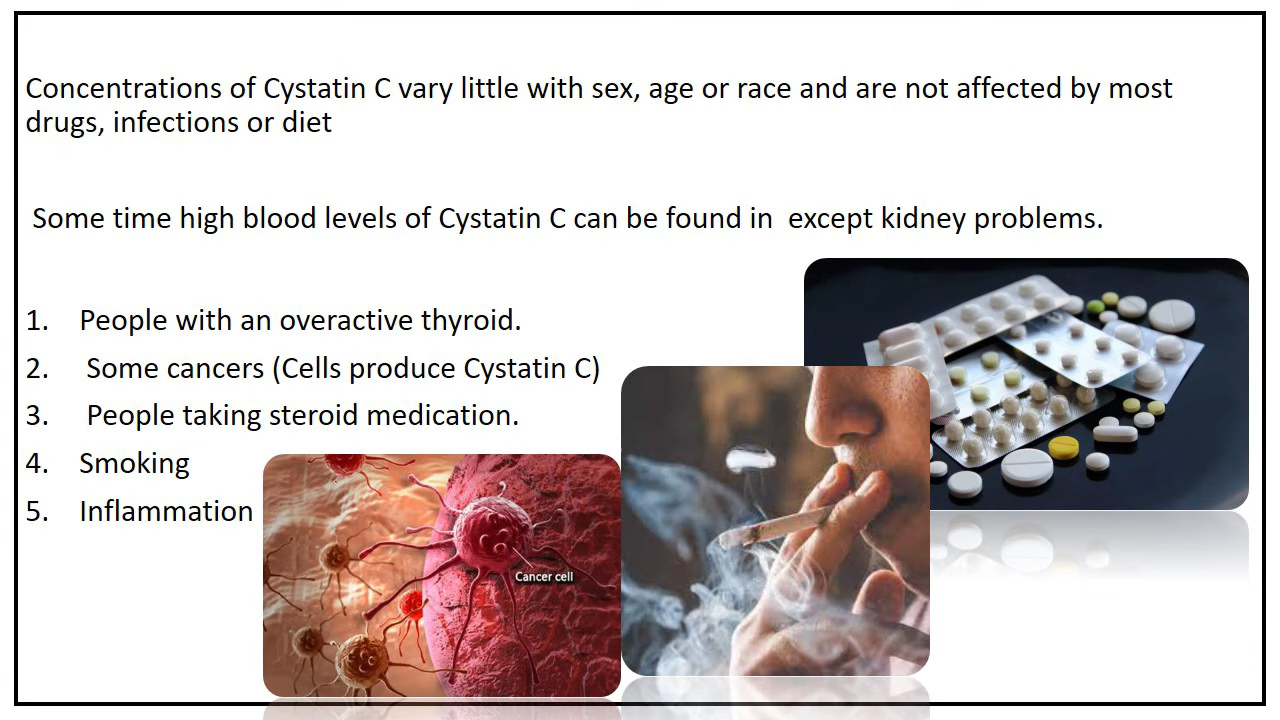 Concentrations of Cystatin C vary little with sex, age or race and are not affected by most
drugs, infections or diet
Some time high blood levels of Cystatin C can be found in  except kidney problems.
1. People with an overactive thyroid.
2. Some cancers (Cells produce Cystatin C)
3. People taking steroid medication.
4. Smoking
5. Inflammation
Cancer cell